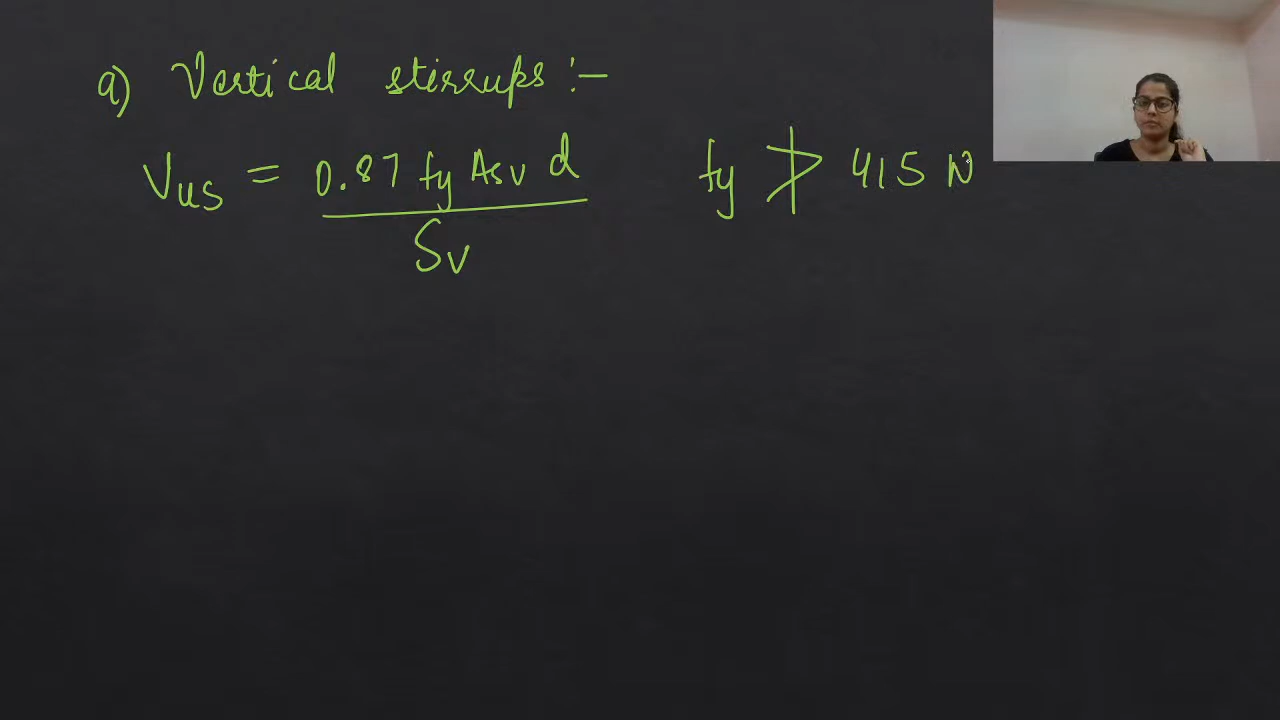 a) Vertical stirrups :-
Vus = 0.87 fy Asv d / Sv
fy ≯ 415 N